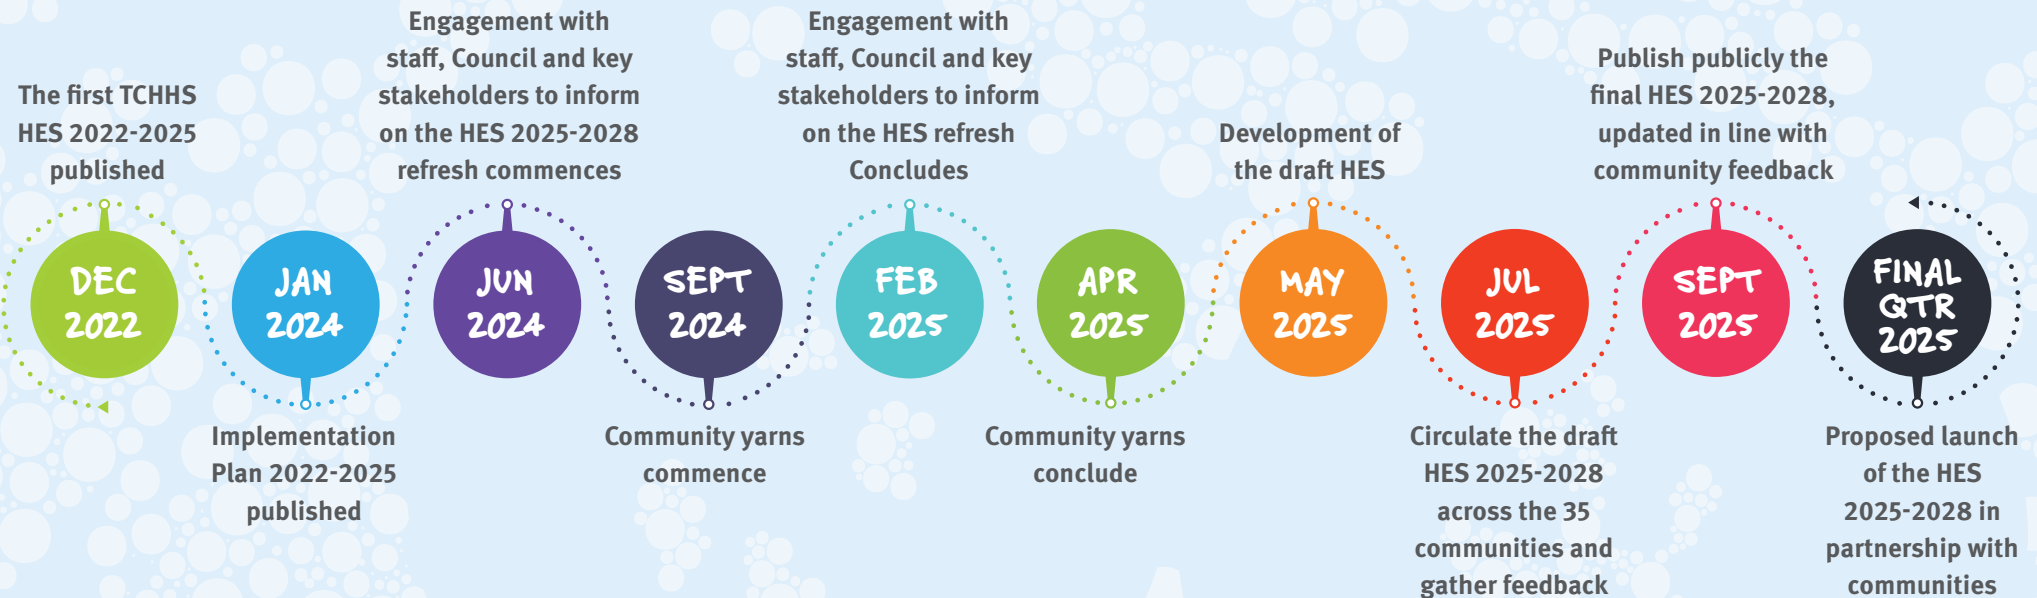 The first TCHHS
HES 2022-2025
published
DEC
2022
JAN
2024
Implementation
Plan 2022-2025
published
Engagement with
staff, Council and key
stakeholders to inform
on the HES 2025-2028
refresh commences
JUN
2024
SEPT
2024
Community yarns
commence
Engagement with
staff, Council and key
stakeholders to inform
on the HES refresh
Concludes
FEB
2025
APR
2025
Community yarns
conclude
Development of
the draft HES
MAY
2025
JUL
2025
Circulate the draft
HES 2025-2028
across the 35
communities and
gather feedback
Publish publicly the
final HES 2025-2028,
updated in line with
community feedback
SEPT
2025
FINAL
QTR
2025
Proposed launch
of the HES
2025-2028 in
partnership with
communities